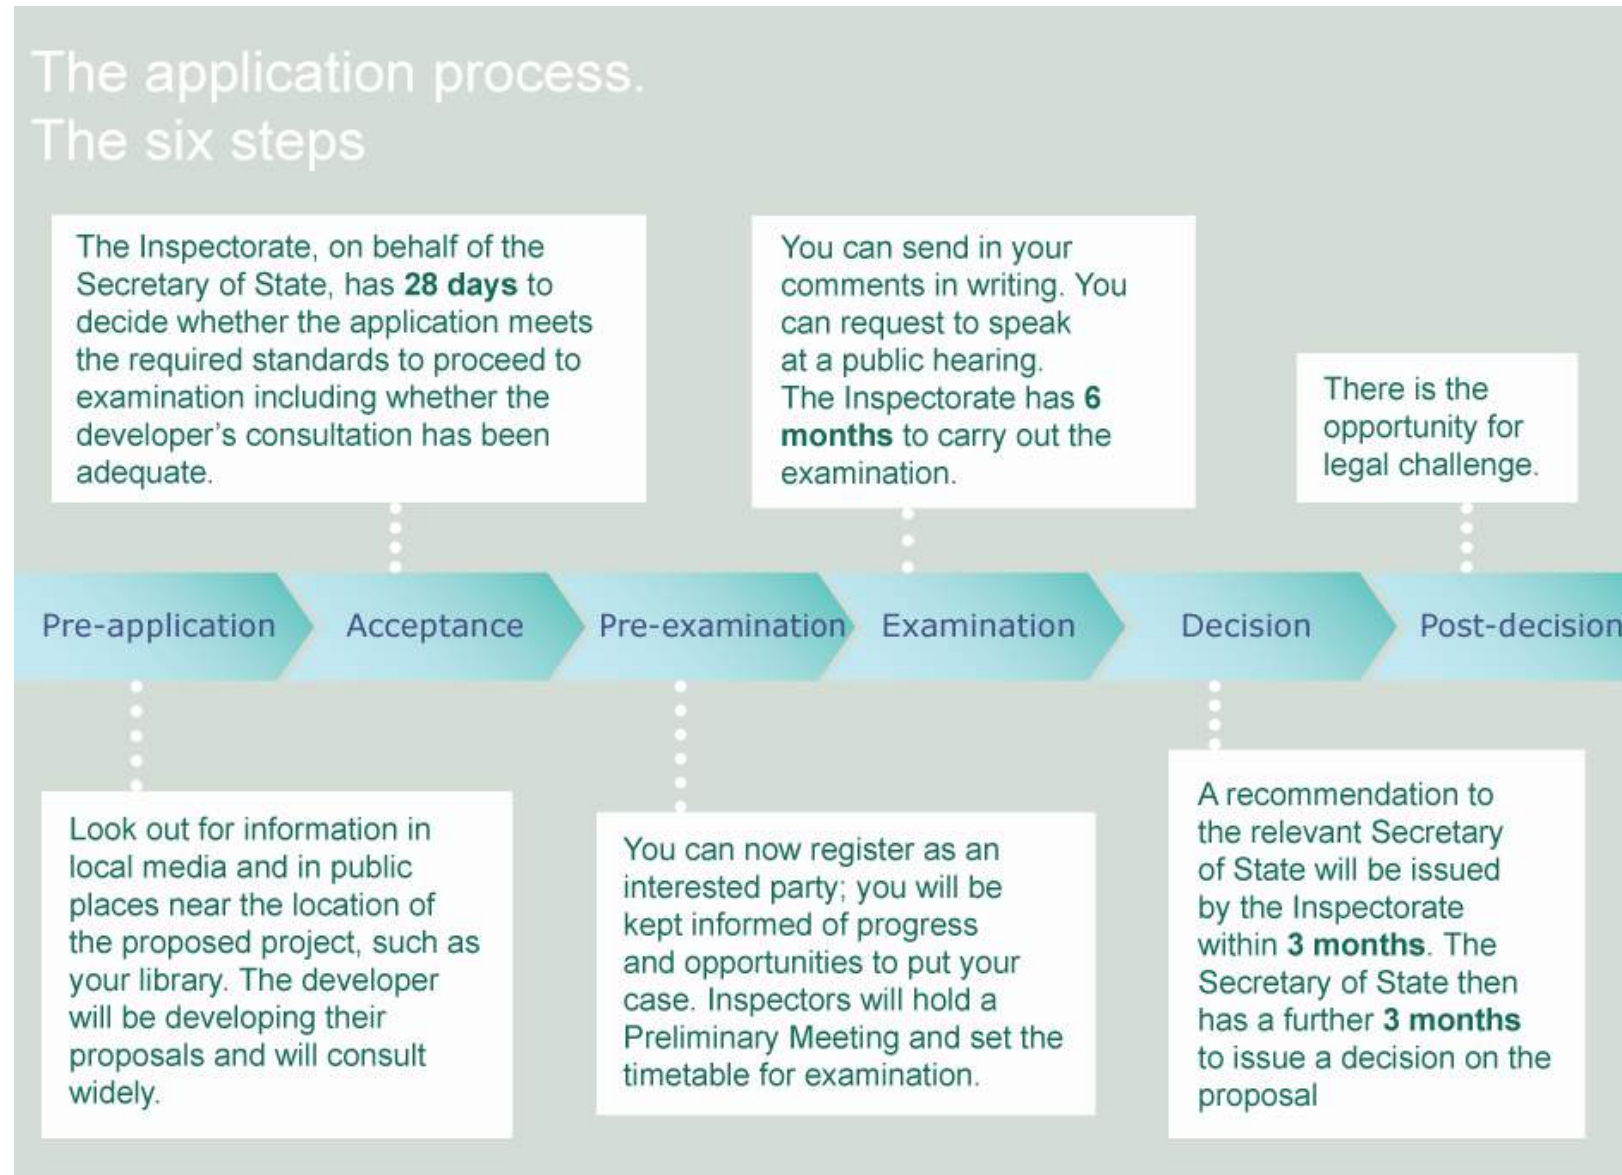 The application process.
The six steps
The Inspectorate, on behalf of the
Secretary of State, has 28 days to
decide whether the application meets
the required standards to proceed to
examination including whether the
developer’s consultation has been
adequate.
You can send in your
comments in writing. You
can request to speak
at a public hearing.
The Inspectorate has 6
months to carry out the
examination.
There is the
opportunity for
legal challenge.
Pre-application
Acceptance
Pre-examination
Examination
Decision
Post-decision
Look out for information in
local media and in public
places near the location of
the proposed project, such as
your library. The developer
will be developing their
proposals and will consult
widely.
You can now register as an
interested party; you will be
kept informed of progress
and opportunities to put your
case. Inspectors will hold a
Preliminary Meeting and set the
timetable for examination.
A recommendation to
the relevant Secretary
of State will be issued
by the Inspectorate
within 3 months. The
Secretary of State then
has a further 3 months
to issue a decision on the
proposal